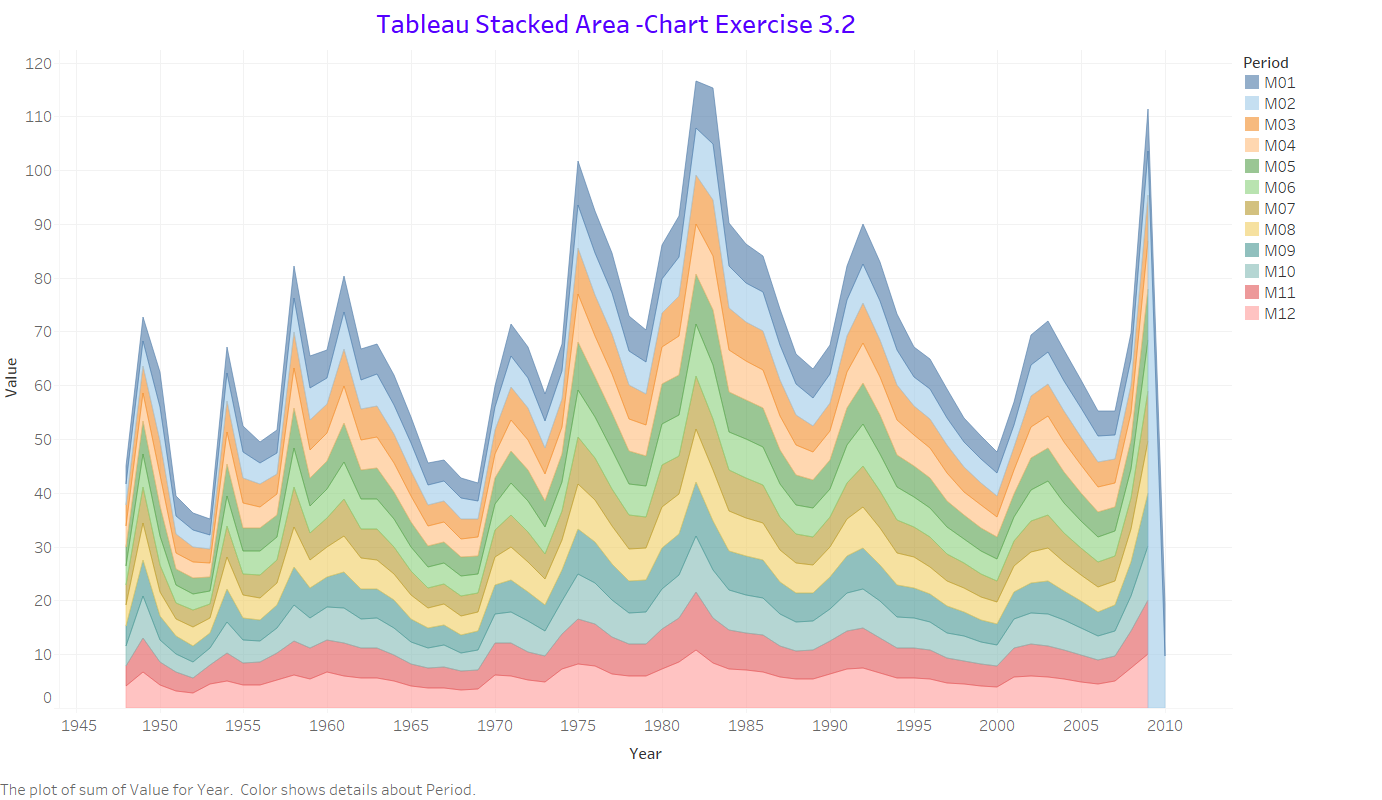 Tableau Stacked Area -Chart Exercise 3.2
120
110
100
90
80
70
60
50
40
30
20
10
0
Value
1945 1950 1955 1960 1965 1970 1975 1980 1985 1990 1995 2000 2005 2010
Year
Period
M01
M02
M03
M04
M05
M06
M07
M08
M09
M10
M11
M12
The plot of sum of Value for Year. Color shows details about Period.